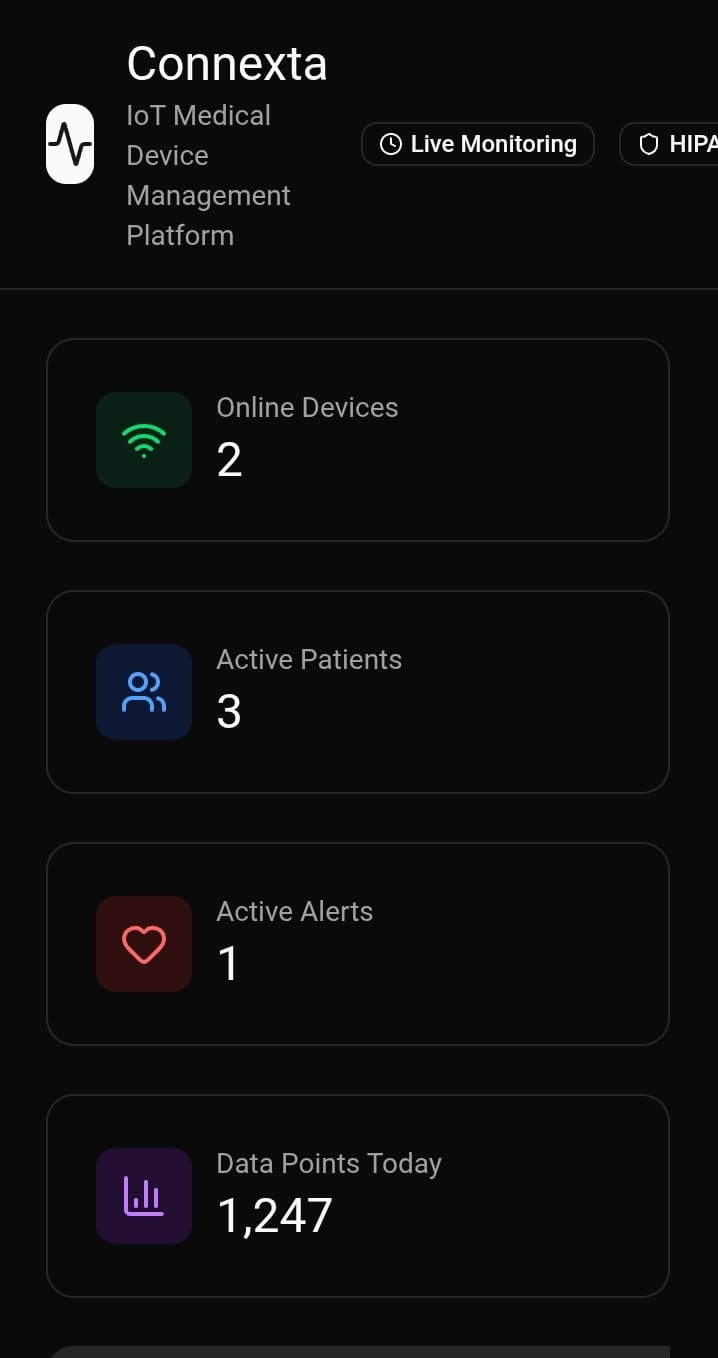 Connexta
IoT Medical
Device
Management
Platform
Live Monitoring
HIPA
Online Devices
2
Active Patients
3
Active Alerts
1
Data Points Today
1,247